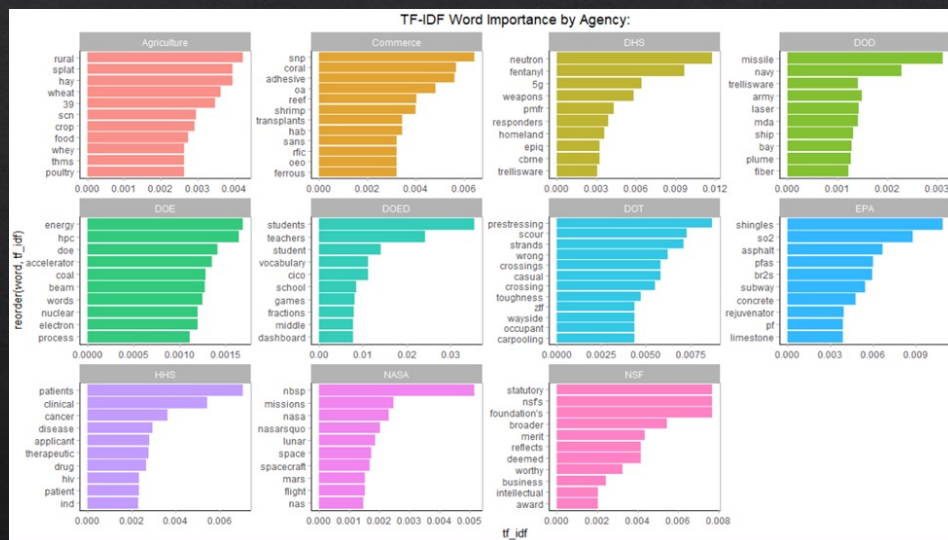 TF-IDF Word Importance by Agency:
Agriculture
rural
splat
hay
wheat
39
scn
crop
food
whey
thms
poultry
0.000 0.001 0.002 0.003 0.004
Commerce
snp
coral
adhesive
oa
reef
shrimp
transplants
hab
sans
rfic
oeo
ferrous
0.000 0.002 0.004 0.006
DHS
neutron
fentanyl
5g
weapons
pmfr
responders
homeland
epiq
cbrne
trellisware
0.000 0.003 0.006 0.009 0.012
DOD
missile
navy
trellisware
army
laser
mda
ship
bay
plume
fiber
0.000 0.001 0.002 0.003
reorder(word, tf_idf)
DOE
energy
hpc
doe
accelerator
coal
beam
words
nuclear
electron
process
0.0000 0.0005 0.0010 0.0015
DOED
students
teachers
student
vocabulary
cico
school
games
fractions
middle
dashboard
0.00 0.01 0.02 0.03
DOT
prestressing
scour
strands
wrong
crossings
casual
crossing
toughness
ztf
wayside
occupant
carpooling
0.0000 0.0025 0.0050 0.0075
EPA
shingles
so2
asphalt
pfas
br2s
subway
concrete
rejuvenator
pf
limestone
0.000 0.003 0.006 0.009
HHS
patients
clinical
cancer
disease
applicant
therapeutic
drug
hiv
patient
ind
0.000 0.002 0.004 0.006
NASA
nbsp
missions
nasa
nasarsquo
lunar
space
spacecraft
mars
flight
nas
0.000 0.001 0.002 0.003 0.004 0.005
NSF
statutory
nsf's
foundation's
broader
merit
reflects
deemed
worthy
business
intellectual
award
0.000 0.002 0.004 0.006 0.008
tf_idf